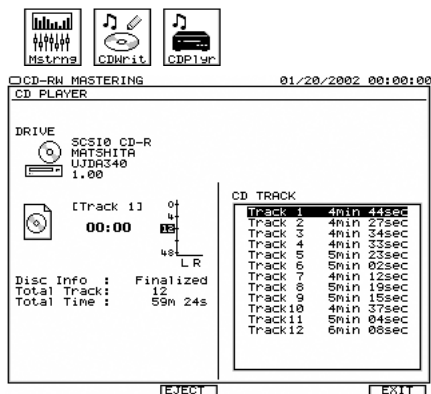 Mstrng CDWrit CDPlyr
CD-RW MASTERING 01/20/2002 00:00:00
CD PLAYER
DRIVE
SCSI0 CD-R
MATSHITA
UJDA340
1.00
[Track 1]
00:00
0
4
12
48
L R
Disc Info : Finalized
Total Track: 12
Total Time : 59m 24s
CD TRACK
Track 1 4min 44sec
Track 2 4min 27sec
Track 3 4min 34sec
Track 4 4min 33sec
Track 5 5min 23sec
Track 6 5min 02sec
Track 7 4min 12sec
Track 8 5min 19sec
Track 9 5min 15sec
Track10 4min 37sec
Track11 5min 04sec
Track12 6min 08sec
EJECT EXIT